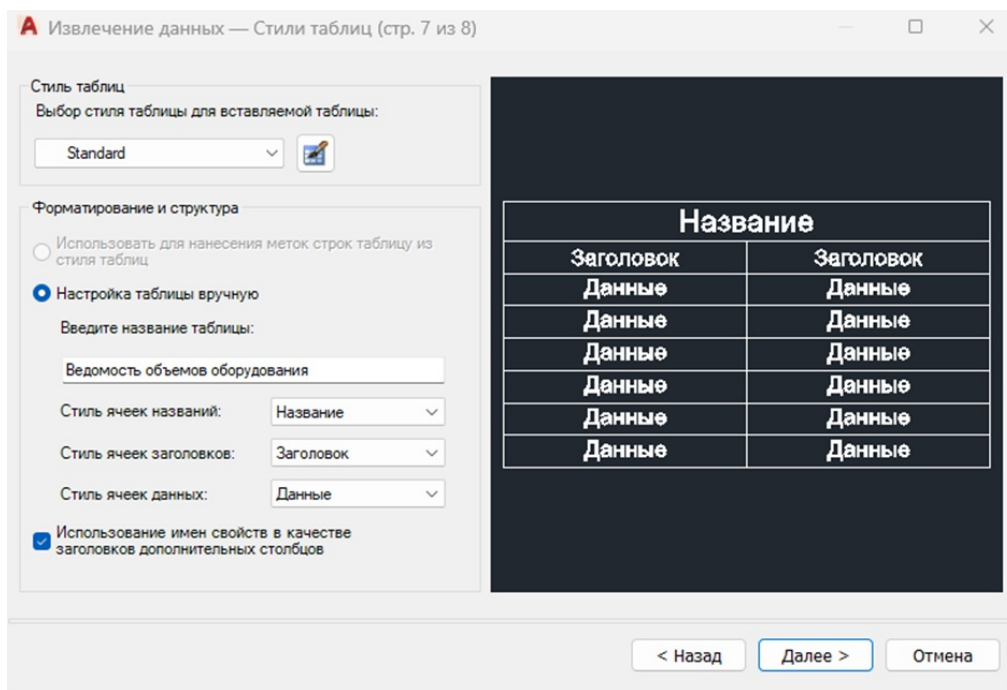 Извлечение данных — Стили таблиц (стр. 7 из 8)
Стиль таблиц
Выбор стиля таблицы для вставляемой таблицы:
Standard
Форматирование и структура
Использовать для нанесения меток строк таблицу из
стиля таблиц
Настройка таблицы вручную
Введите название таблицы:
Ведомость объемов оборудования
Стиль ячеек названий: Название
Стиль ячеек заголовков: Заголовок
Стиль ячеек данных: Данные
Использование имен свойств в качестве
заголовков дополнительных столбцов
Название
Заголовок Заголовок
Данные Данные
Данные Данные
Данные Данные
Данные Данные
Данные Данные
Данные Данные
< Назад Далее > Отмена